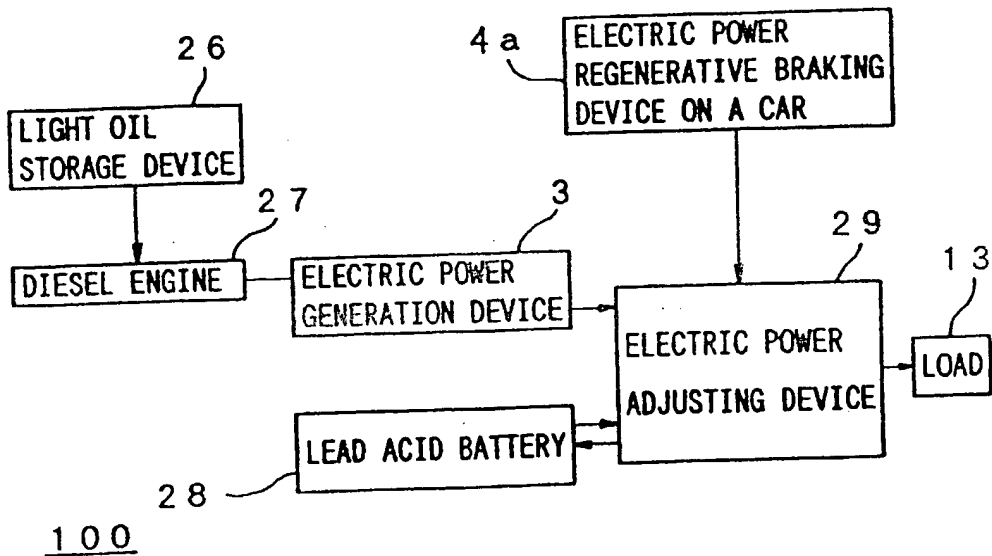 4a
ELECTRIC POWER
REGENERATIVE BRAKING
DEVICE ON A CAR
26
LIGHT OIL
STORAGE DEVICE
27
DIESEL ENGINE
3
ELECTRIC POWER
GENERATION DEVICE
29
ELECTRIC POWER
ADJUSTING DEVICE
13
LOAD
LEAD ACID BATTERY
28
100